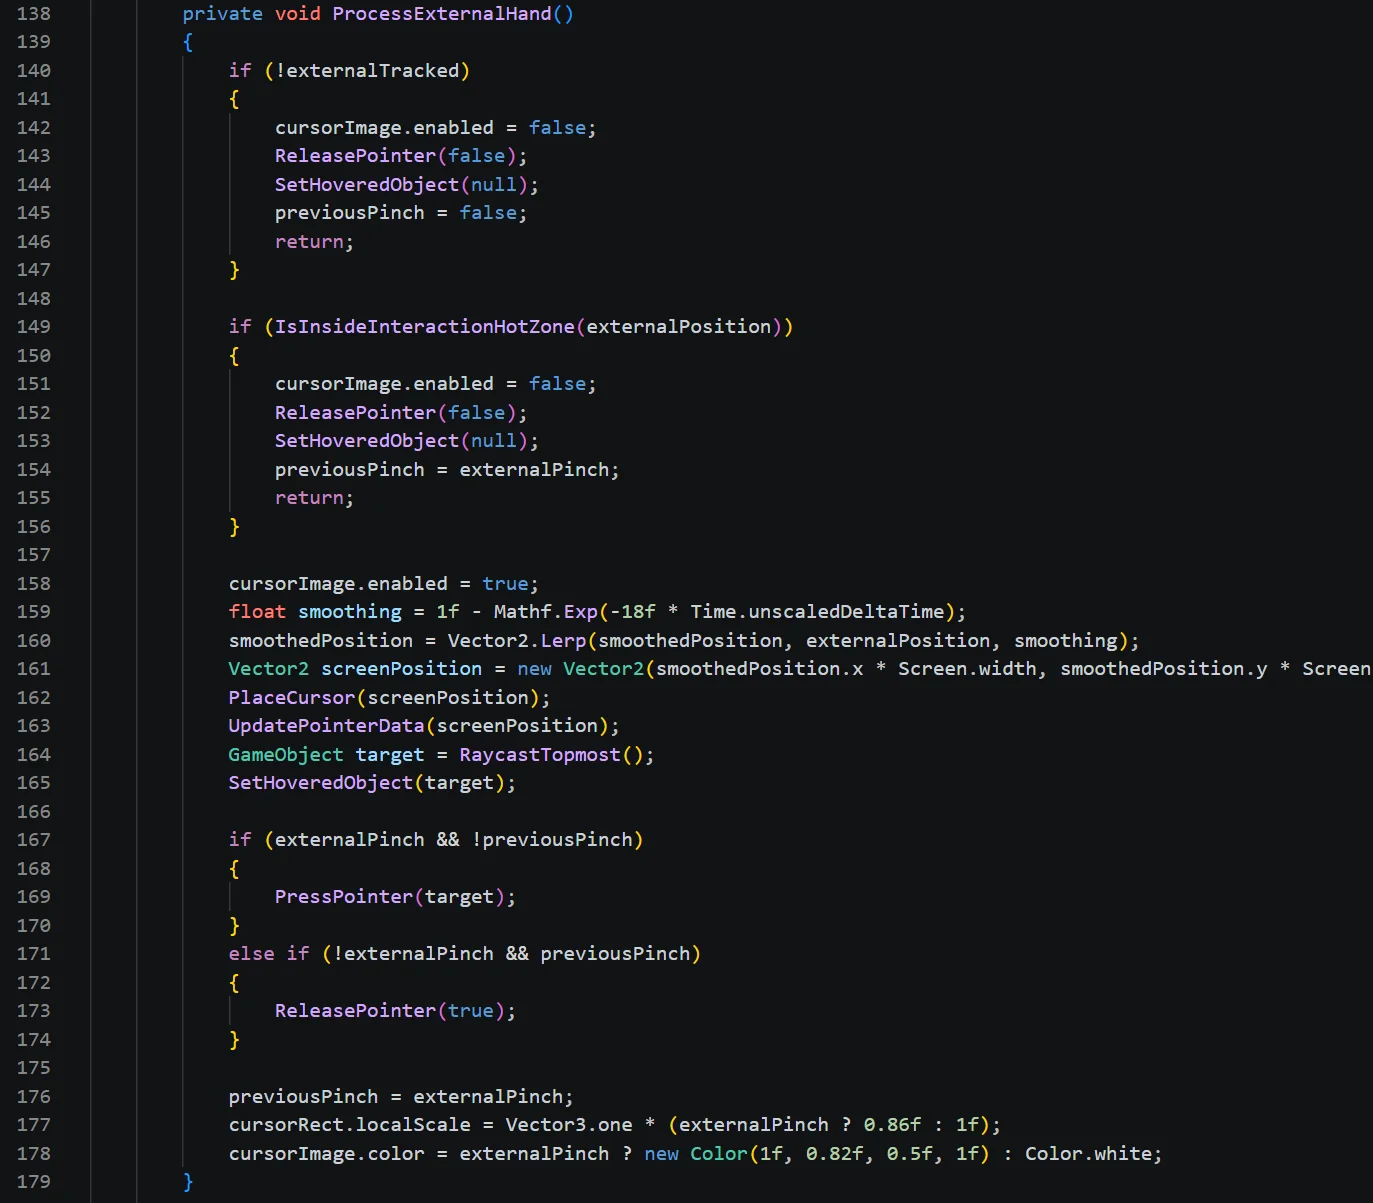 138 private void ProcessExternalHand()
139 {
140 if (!externalTracked)
141 {
142 cursorImage.enabled = false;
143 ReleasePointer(false);
144 SetHoveredObject(null);
145 previousPinch = false;
146 return;
147 }
148
149 if (IsInsideInteractionHotZone(externalPosition))
150 {
151 cursorImage.enabled = false;
152 ReleasePointer(false);
153 SetHoveredObject(null);
154 previousPinch = externalPinch;
155 return;
156 }
157
158 cursorImage.enabled = true;
159 float smoothing = 1f - Mathf.Exp(-18f * Time.unscaledDeltaTime);
160 smoothedPosition = Vector2.Lerp(smoothedPosition, externalPosition, smoothing);
161 Vector2 screenPosition = new Vector2(smoothedPosition.x * Screen.width, smoothedPosition.y * Screen
162 PlaceCursor(screenPosition);
163 UpdatePointerData(screenPosition);
164 GameObject target = RaycastTopmost();
165 SetHoveredObject(target);
166
167 if (externalPinch && !previousPinch)
168 {
169 PressPointer(target);
170 }
171 else if (!externalPinch && previousPinch)
172 {
173 ReleasePointer(true);
174 }
175
176 previousPinch = externalPinch;
177 cursorRect.localScale = Vector3.one * (externalPinch ? 0.86f : 1f);
178 cursorImage.color = externalPinch ? new Color(1f, 0.82f, 0.5f, 1f) : Color.white;
179 }